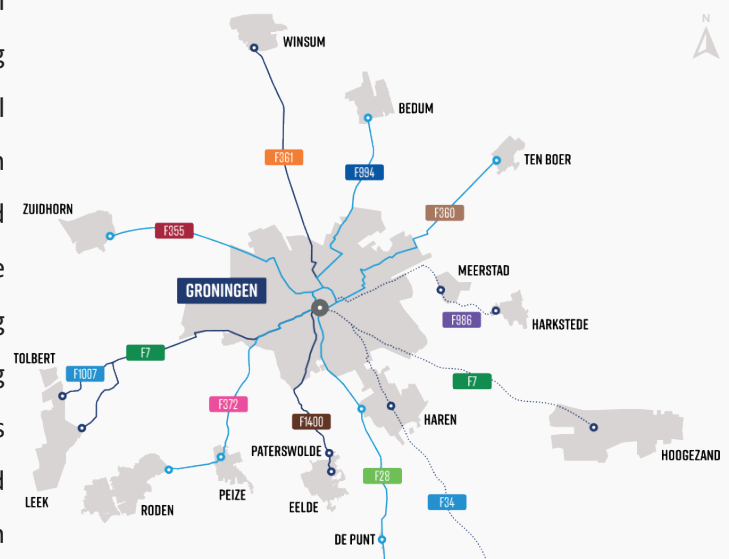 N
WINSUM
BEDUM
F361
F994
TEN BOER
ZUIDHORN
F360
F355
MEERSTAD
GRONINGEN
F986
HARKSTEDE
TOLBERT
F7
F1007
F7
F372
F1400
HAREN
PATERSWOLDE
HOOGEZAND
F28
PEIZE
LEEK
RODEN
EELDE
F34
DE PUNT